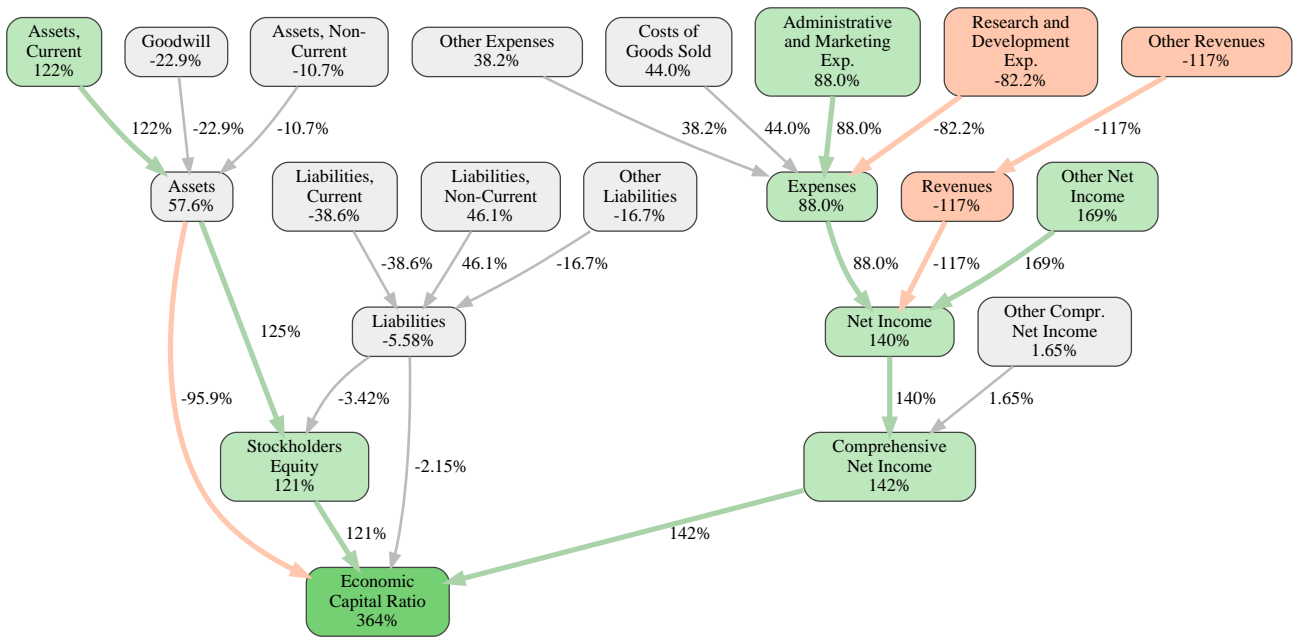 Assets,
Current
122%
Goodwill
-22.9%
Assets, Non-
Current
-10.7%
Other Expenses
38.2%
Costs of
Goods Sold
44.0%
Administrative
and Marketing
Exp.
88.0%
Research and
Development
Exp.
-82.2%
Other Revenues
-117%
122%
-22.9%
-10.7%
38.2%
44.0%
88.0%
-82.2%
-117%
Assets
57.6%
Liabilities,
Current
-38.6%
Liabilities,
Non-Current
46.1%
Other
Liabilities
-16.7%
Expenses
88.0%
Revenues
-117%
Other Net
Income
169%
-38.6%
46.1%
-16.7%
88.0%
-117%
169%
125%
Liabilities
-5.58%
Net Income
140%
Other Compr.
Net Income
1.65%
-95.9%
-3.42%
140%
1.65%
Stockholders
Equity
121%
-2.15%
Comprehensive
Net Income
142%
121%
142%
Economic
Capital Ratio
364%